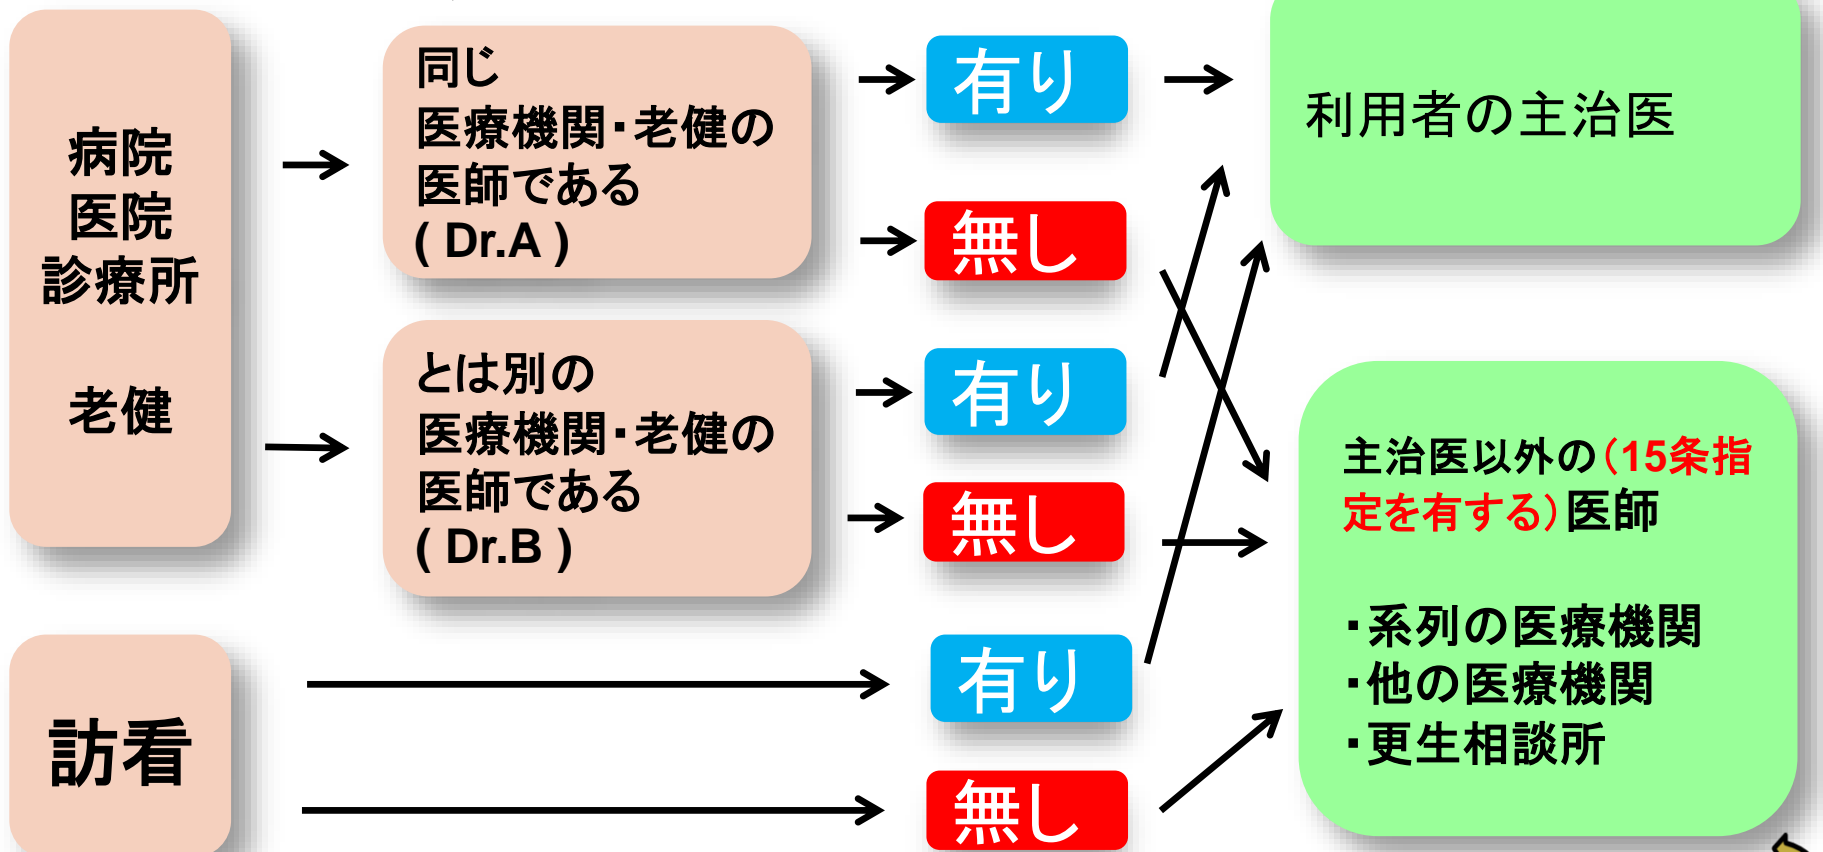 病院
医院
診療所
老健
同じ
医療機関・老健の
医師である
( Dr.A )
とは別の
医療機関・老健の
医師である
( Dr.B )
有り
無し
有り
無し
利用者の主治医
主治医以外の（15条指
定を有する）医師
・系列の医療機関
・他の医療機関
・更生相談所
訪看
有り
無し